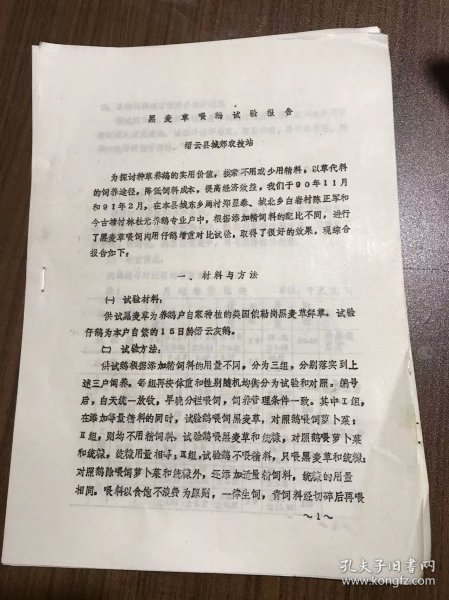 黑麦草喂鹅试验报告
缙云县城郊农技站
为探讨种草养鹅的实用价值，探索不用或少用精料，以草代料
的饲养途径，降低饲料成本，提高经济效益，我们于90年11月
和91年2月，在本县城东乡周村郑显泰、城北乡白岩村陈正军和
今古塘村林杜元养鹅专业户中，根据添加精饲料的配比不同，进行
了黑麦草喂饲肉用仔鹅增重对比试验，取得了很好的效果，现综合
报告如下：
一、材料与方法
㈠ 试验材料：
供试黑麦草为养鹅户自家种植的美国依勒岗黑麦草鲜草。试验
仔鹅为本户自繁的15日龄缙云灰鹅。
㈡ 试验方法：
供试鹅根据添加精饲料的用量不同，分为三组，分别落实到上
述三户饲养。每组再按体重和性别随机均衡分为试验和对照。编号
后，白天统一放牧，早晚分栏喂饲，饲养管理条件一致。其中Ⅰ组，
在添加等量精料的同时，试验鹅喂饲黑麦草，对照鹅喂萝卜菜；
Ⅱ组，则均不用精饲料，试验鹅喂黑麦草和统糠，对照鹅喂萝卜菜
和统糠，统糠用量相等；Ⅲ组，试验鹅不喂精料，只喂黑麦草和统糠；
对照鹅除喂饲萝卜菜和统糠外，还添加适量精饲料，统糠的用量
相同。喂料以食饱不浪费为原则，一律生饲，青饲料经切碎后再喂
～1～
孔夫子旧书网
www.kongfz.com